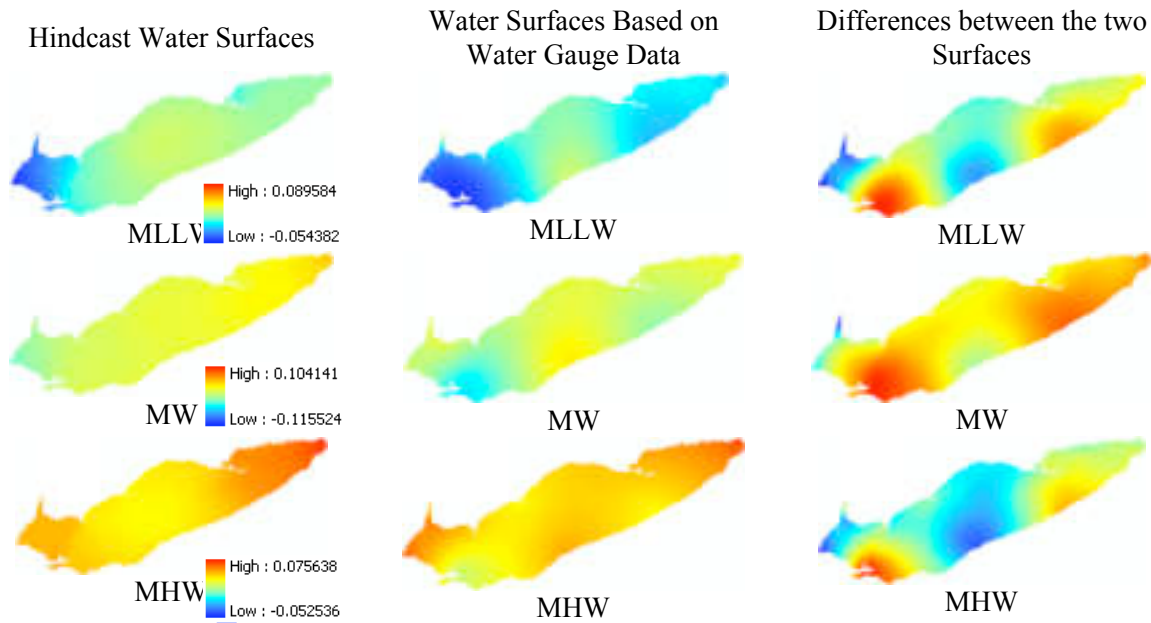 Hindcast Water Surfaces
Water Surfaces Based on
Water Gauge Data
Differences between the two
Surfaces
High : 0.089584
Low : -0.054382
MLLW
MLLW
MLLW
High : 0.104141
Low : -0.115524
MW
MW
MW
High : 0.075638
Low : -0.052536
MHW
MHW
MHW